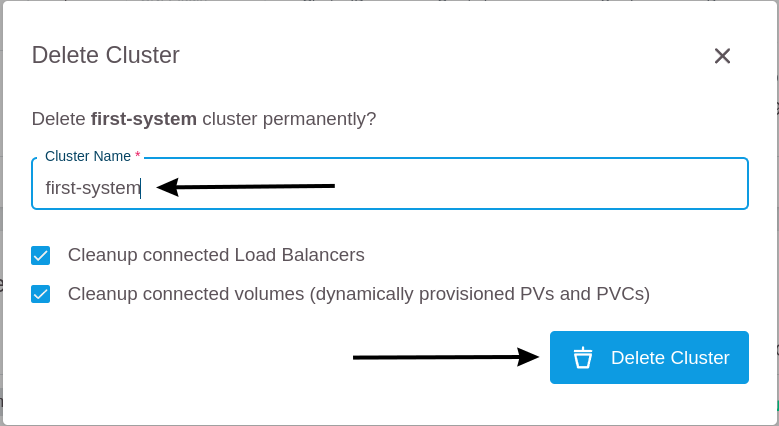 Delete Cluster
Delete first-system cluster permanently?
Cluster Name *
first-system
Cleanup connected Load Balancers
Cleanup connected volumes (dynamically provisioned PVs and PVCs)
Delete Cluster